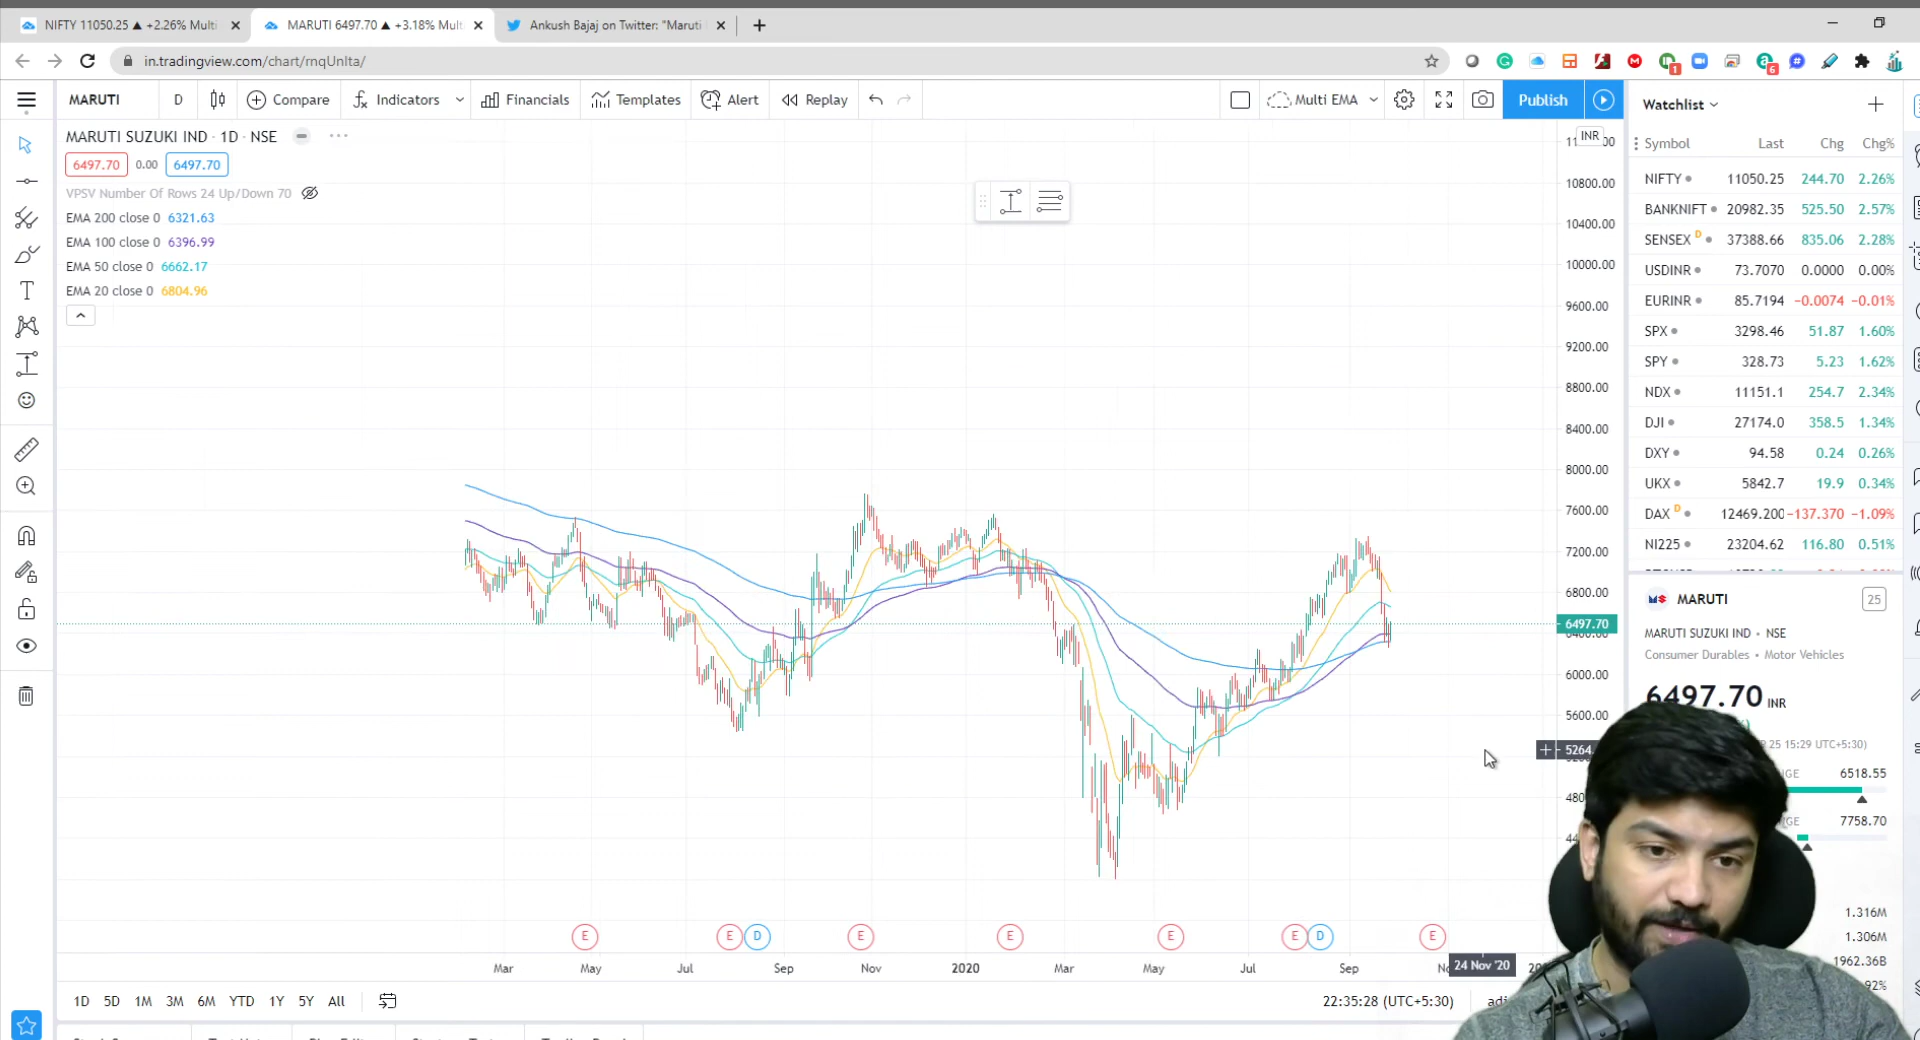 NIFTY 11050.25 ▲ +2.26% Multi
MARUTI 6497.70 ▲ +3.18% Mult
Ankush Bajaj on Twitter: "Maruti
in.tradingview.com/chart/rnqUnIta/
1
6
MARUTI
D
Compare
Indicators
Financials
Templates
Alert
Replay
Multi EMA
Publish
MARUTI SUZUKI IND · 1D · NSE
6497.70 0.00 6497.70
VPSV Number Of Rows 24 Up/Down 70
EMA 200 close 0 6321.63
EMA 100 close 0 6396.99
EMA 50 close 0 6662.17
EMA 20 close 0 6804.96
INR
10800.00
10400.00
10000.00
9600.00
9200.00
8800.00
8400.00
8000.00
7600.00
7200.00
6800.00
6497.70
6000.00
5600.00
5264.
480
E E D E E E E D E
Mar May Jul Sep Nov 2020 Mar May Jul Sep
24 Nov '20
1D 5D 1M 3M 6M YTD 1Y 5Y All
22:35:28 (UTC+5:30)
Watchlist
Symbol Last Chg Chg%
NIFTY 11050.25 244.70 2.26%
BANKNIFT 20982.35 525.50 2.57%
SENSEX D 37388.66 835.06 2.28%
USDINR 73.7070 0.0000 0.00%
EURINR 85.7194 −0.0074 −0.01%
SPX 3298.46 51.87 1.60%
SPY 328.73 5.23 1.62%
NDX 11151.1 254.7 2.34%
DJI 27174.0 358.5 1.34%
DXY 94.58 0.24 0.26%
UKX 5842.7 19.9 0.34%
DAX D 12469.200 −137.370 −1.09%
NI225 23204.62 116.80 0.51%
MARUTI
25
MARUTI SUZUKI IND • NSE
Consumer Durables • Motor Vehicles
6497.70 INR
25 15:29 UTC+5:30)
6518.55
7758.70
1.316M
1.306M
1962.36B